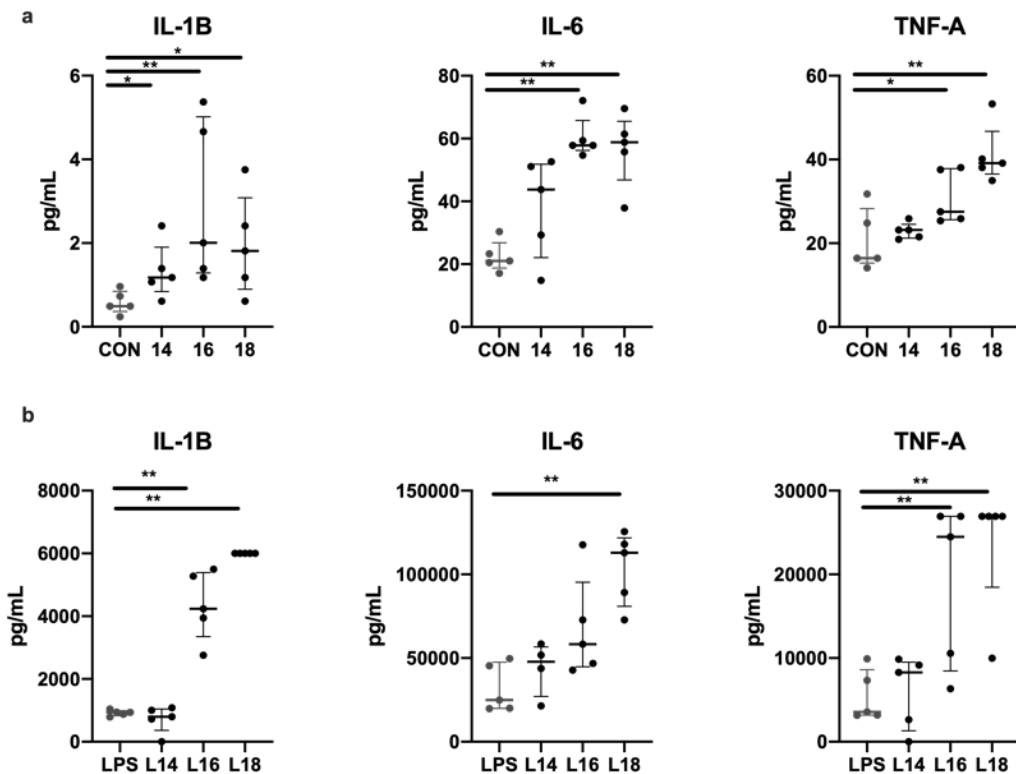 a
IL-1B
IL-6
TNF-A
*
**
*
pg/mL
6
4
2
0
CON 14 16 18
**
**
pg/mL
80
60
40
20
0
CON 14 16 18
**
*
pg/mL
60
40
20
0
CON 14 16 18
b
IL-1B
IL-6
TNF-A
**
**
pg/mL
8000
6000
4000
2000
0
LPS L14 L16 L18
**
pg/mL
150000
100000
50000
0
LPS L14 L16 L18
**
**
pg/mL
30000
20000
10000
0
LPS L14 L16 L18